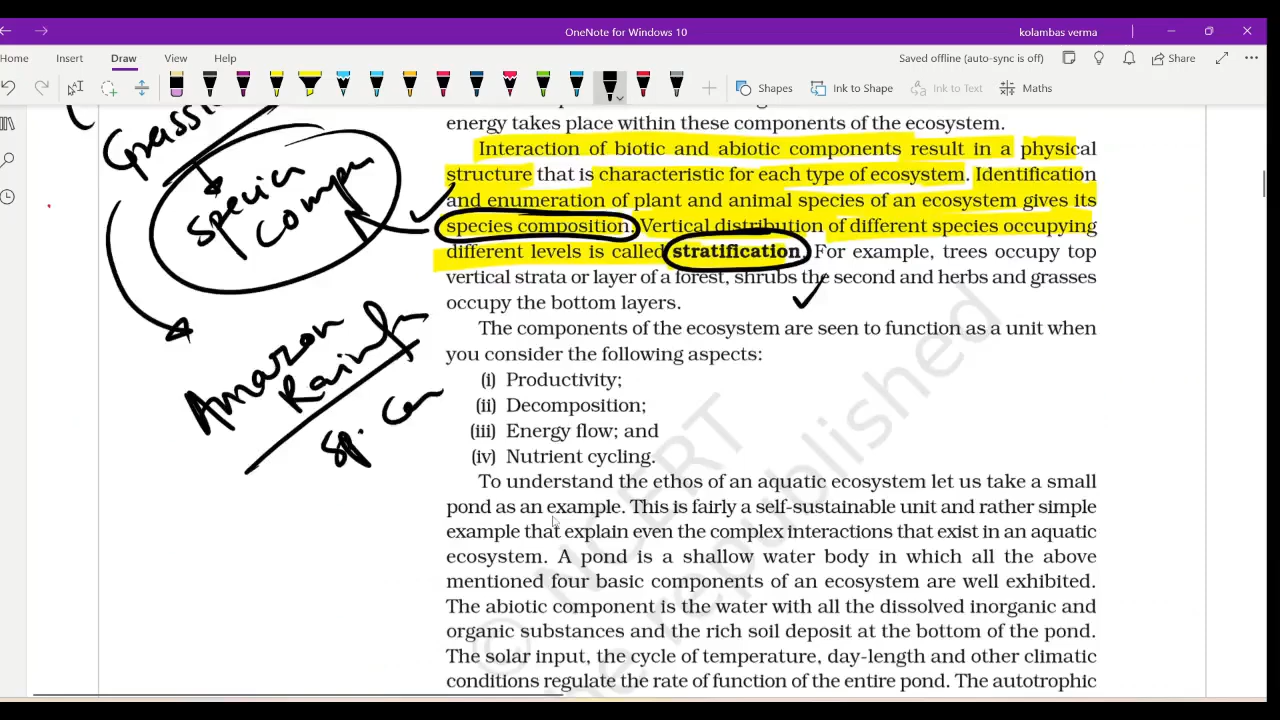 OneNote for Windows 10
kolambas verma
Home Insert Draw View Help
Saved offline (auto-sync is off)
Share
Shapes
Ink to Shape
Ink to Text
Maths
energy takes place within these components of the ecosystem.
Interaction of biotic and abiotic components result in a physical
structure that is characteristic for each type of ecosystem. Identification
and enumeration of plant and animal species of an ecosystem gives its
species composition. Vertical distribution of different species occupying
different levels is called stratification. For example, trees occupy top
vertical strata or layer of a forest, shrubs the second and herbs and grasses
occupy the bottom layers.
The components of the ecosystem are seen to function as a unit when
you consider the following aspects:
(i) Productivity;
(ii) Decomposition;
(iii) Energy flow; and
(iv) Nutrient cycling.
To understand the ethos of an aquatic ecosystem let us take a small
pond as an example. This is fairly a self-sustainable unit and rather simple
example that explain even the complex interactions that exist in an aquatic
ecosystem. A pond is a shallow water body in which all the above
mentioned four basic components of an ecosystem are well exhibited.
The abiotic component is the water with all the dissolved inorganic and
organic substances and the rich soil deposit at the bottom of the pond.
The solar input, the cycle of temperature, day-length and other climatic
conditions regulate the rate of function of the entire pond. The autotrophic
Amazon
© NCERT
republished